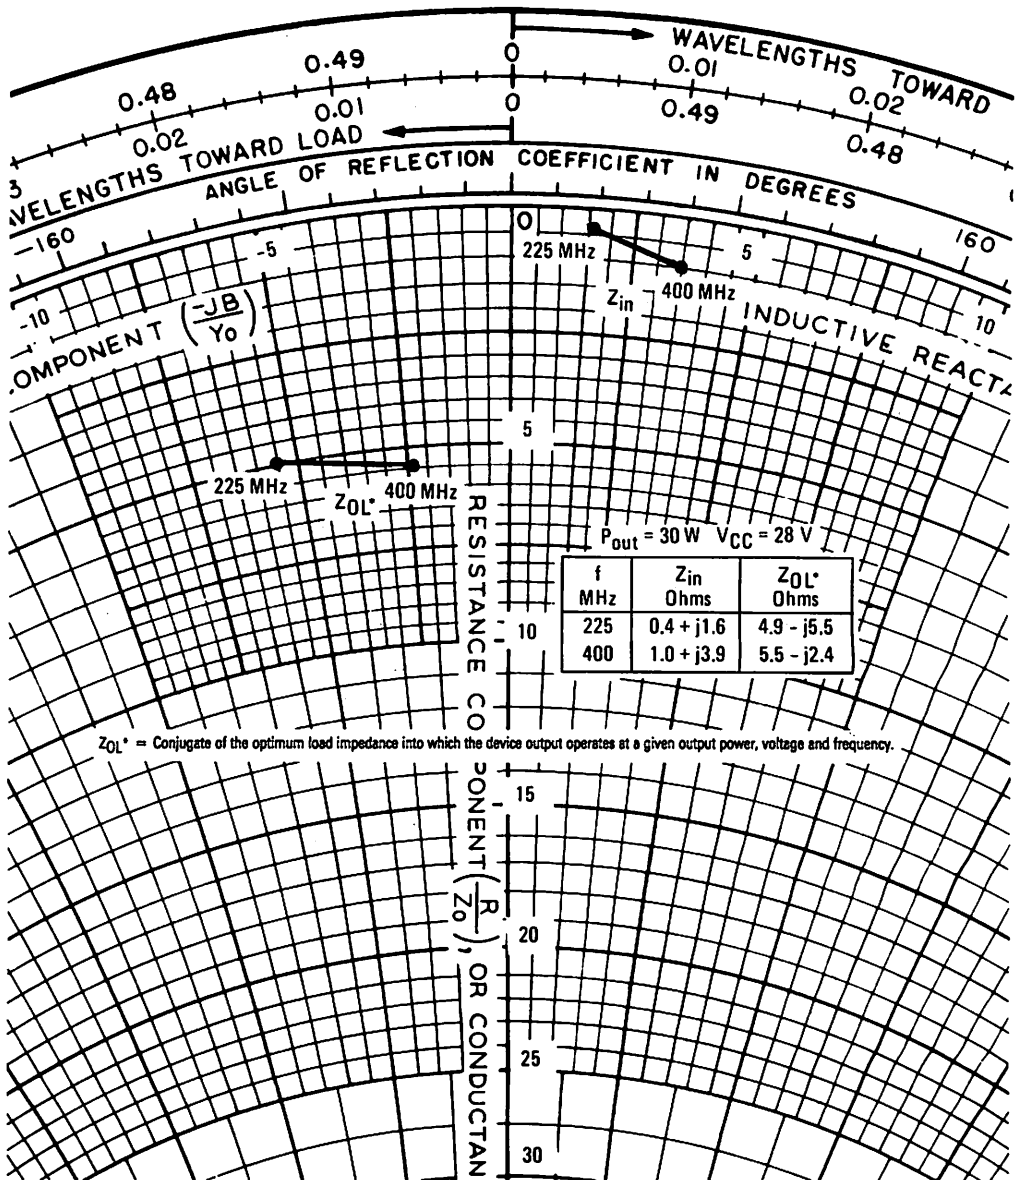 WAVELENGTHS TOWARD
0.48 0.49 0 0.01 0.02
0.02 0.01 0 0.49 0.48
3
AVELENGTHS TOWARD LOAD
ANGLE OF REFLECTION COEFFICIENT IN DEGREES
-160 160
-10 -5 0 5 10
225 MHz
400 MHz
Zin
OMPONENT (-JB/Yo)
INDUCTIVE REACTA
5
225 MHz ZOL* 400 MHz
RESISTANCE CO PONENT (R/Zo), OR CONDUCTAN
Pout = 30 W VCC = 28 V
f MHz Zin Ohms ZOL* Ohms
225 0.4 + j1.6 4.9 - j5.5
400 1.0 + j3.9 5.5 - j2.4
10
ZOL* = Conjugate of the optimum load impedance into which the device output operates at a given output power, voltage and frequency.
15
20
25
30